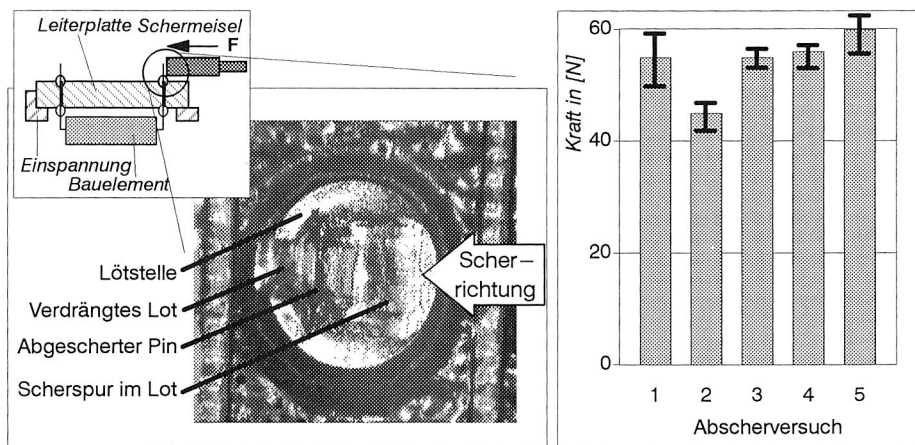 Leiterplatte Schermeisel
F
Einspannung
Bauelement
Lötstelle
Verdrängtes Lot
Abgescherter Pin
Scherspur im Lot
Scher–
richtung
Kraft in [N]
60
40
20
0
1 2 3 4 5
Abscherversuch